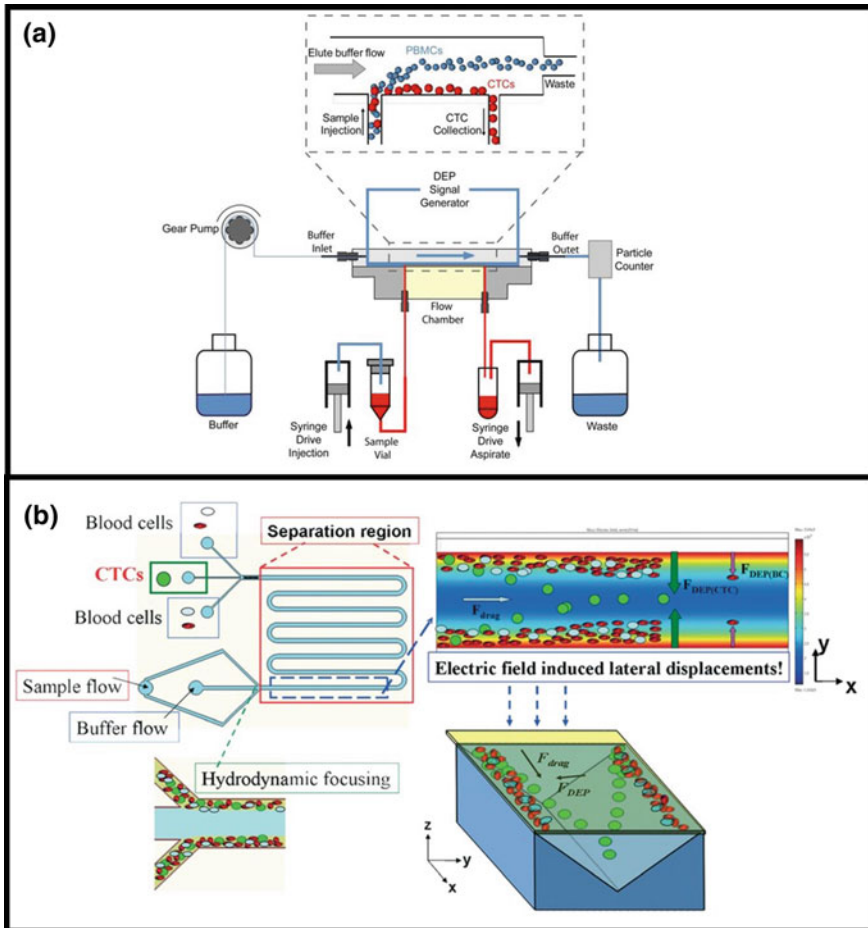 (a)
PBMCs
Elute buffer flow
CTCs
Waste
Sample
Injection
CTC
Collection
DEP
Signal
Generator
Gear Pump
Buffer
Inlet
Buffer
Outet
Particle
Counter
Flow
Chamber
Buffer
Syringe
Drive
Injection
Sample
Vial
Syringe
Drive
Aspirate
Waste
(b)
Blood cells
Separation region
CTCs
Blood cells
F_DEP(BC)
F_DEP(CTC)
F_drag
y
x
Electric field induced lateral displacements!
Sample flow
Buffer flow
Hydrodynamic focusing
F_drag
F_DEP
z
y
x